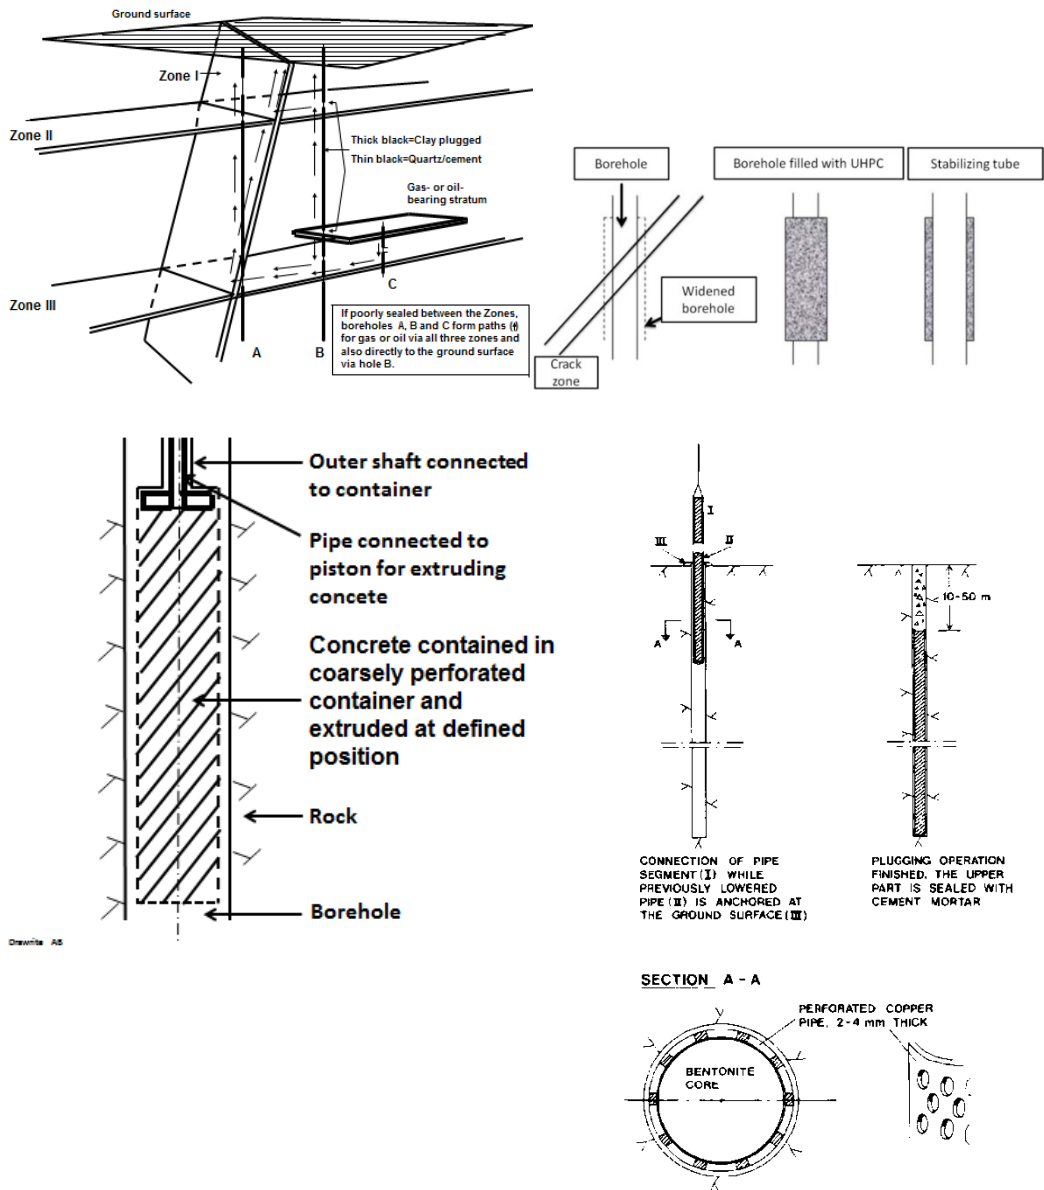 Ground surface
Zone I
Zone II
Thick black=Clay plugged
Thin black=Quartz/cement
Gas- or oil-
bearing stratum
Zone III
C
A
B
If poorly sealed between the Zones,
boreholes A, B and C form paths (
for gas or oil via all three zones and
also directly to the ground surface
via hole B.
Borehole
Borehole filled with UHPC
Stabilizing tube
Widened
borehole
Crack
zone
Outer shaft connected
to container
Pipe connected to
piston for extruding
concete
Concrete contained in
coarsely perforated
container and
extruded at defined
position
Rock
Borehole
Drawrite AB
I
III
II
A
A
10-50 m
CONNECTION OF PIPE
SEGMENT (I) WHILE
PREVIOUSLY LOWERED
PIPE (II) IS ANCHORED AT
THE GROUND SURFACE (III)
PLUGGING OPERATION
FINISHED. THE UPPER
PART IS SEALED WITH
CEMENT MORTAR
SECTION A - A
PERFORATED COPPER
PIPE, 2-4 mm THICK
BENTONITE
CORE